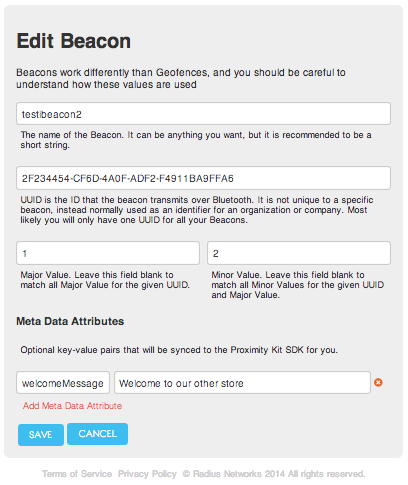 Edit Beacon
Beacons work differently than Geofences, and you should be careful to
understand how these values are used
testibeacon2
The name of the Beacon. It can be anything you want, but it is recommended to be a
short string.
2F234454-CF6D-4A0F-ADF2-F4911BA9FFA6
UUID is the ID that the beacon transmits over Bluetooth. It is not unique to a specific
beacon, instead normally used as an identifier for an organization or company. Most
likely you will only have one UUID for all your Beacons.
1
Major Value. Leave this field blank to
match all Major Value for the given UUID.
2
Minor Value. Leave this field blank to
match all Minor Values for the given UUID
and Major Value.
Meta Data Attributes
Optional key-value pairs that will be synced to the Proximity Kit SDK for you.
welcomeMessage Welcome to our other store
Add Meta Data Attribute
SAVE CANCEL
Terms of Service Privacy Policy © Radius Networks 2014 All rights reserved.